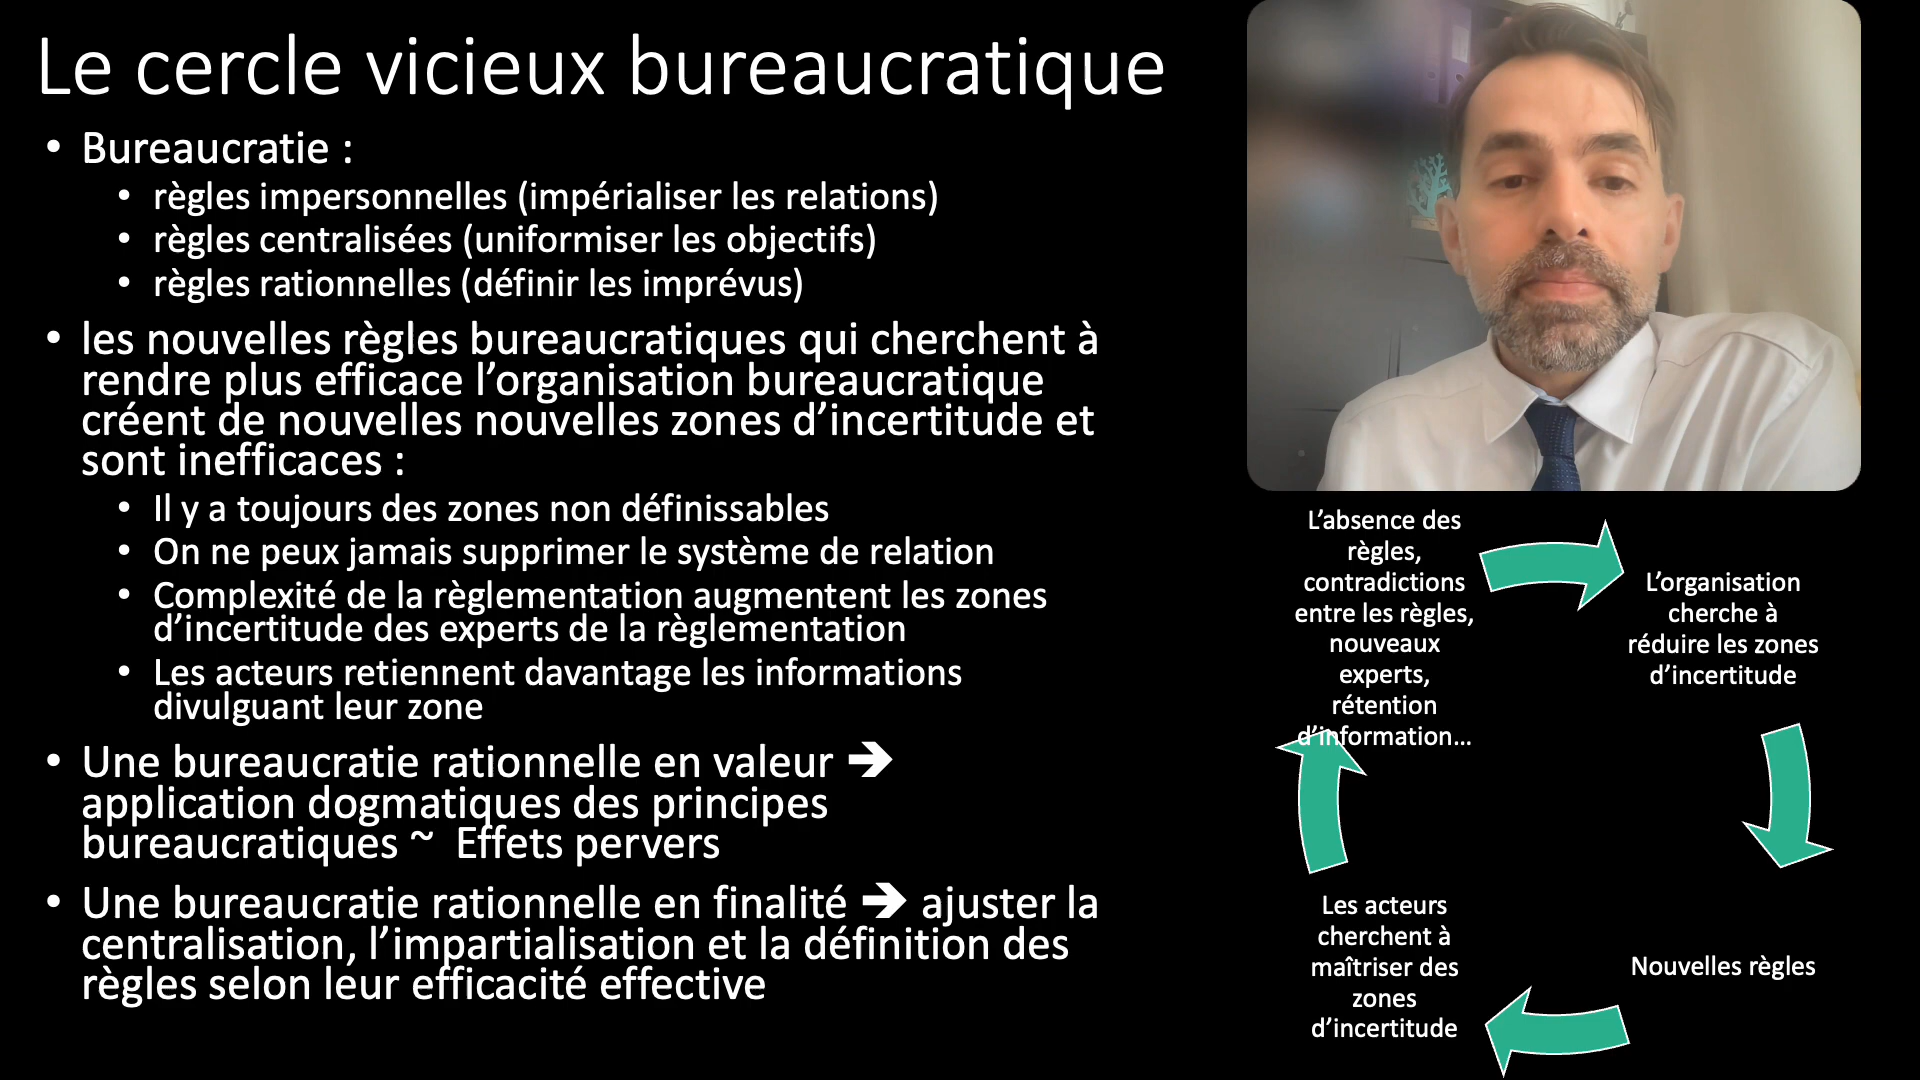 Le cercle vicieux bureaucratique
• Bureaucratie :
• règles impersonnelles (impérialiser les relations)
• règles centralisées (uniformiser les objectifs)
• règles rationnelles (définir les imprévus)
• les nouvelles règles bureaucratiques qui cherchent à
rendre plus efficace l’organisation bureaucratique
créent de nouvelles nouvelles zones d’incertitude et
sont inefficaces :
• Il y a toujours des zones non définissables
• On ne peux jamais supprimer le système de relation
• Complexité de la règlementation augmentent les zones
d’incertitude des experts de la règlementation
• Les acteurs retiennent davantage les informations
divulguant leur zone
• Une bureaucratie rationnelle en valeur ➔
application dogmatiques des principes
bureaucratiques ~ Effets pervers
• Une bureaucratie rationnelle en finalité ➔ ajuster la
centralisation, l’impartialisation et la définition des
règles selon leur efficacité effective
L’absence des
règles,
contradictions
entre les règles,
nouveaux
experts,
rétention
d’information…
L’organisation
cherche à
réduire les zones
d’incertitude
Nouvelles règles
Les acteurs
cherchent à
maîtriser des
zones
d’incertitude